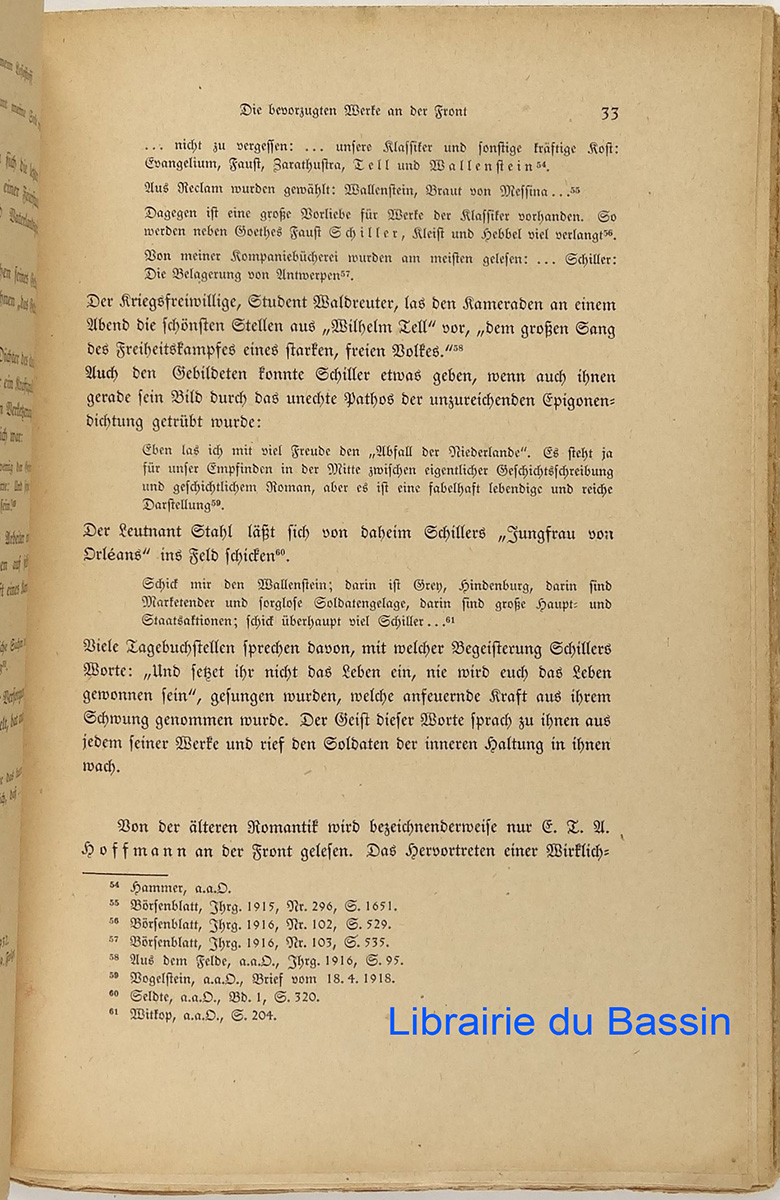 Die bevorzugten Werke an der Front 33
... nicht zu vergessen: ... unsere Klassiker und sonstige kräftige Kost:
Evangelium, Faust, Zarathustra, Tell und Wallenstein⁵⁴.
Aus Reclam wurden gewählt: Wallenstein, Braut von Messina ...⁵⁵
Dagegen ist eine große Vorliebe für Werke der Klassiker vorhanden. So
werden neben Goethes Faust Schiller, Kleist und Hebbel viel verlangt⁵⁶.
Von meiner Kompaniebücherei wurden am meisten gelesen: ... Schiller:
Die Belagerung von Antwerpen⁵⁷.
Der Kriegsfreiwillige, Student Waldreuter, las den Kameraden an einem
Abend die schönsten Stellen aus „Wilhelm Tell“ vor, „dem großen Sang
des Freiheitskampfes eines starken, freien Volkes.“⁵⁸
Auch den Gebildeten konnte Schiller etwas geben, wenn auch ihnen
gerade sein Bild durch das unechte Pathos der unzureichenden Epigonen-
dichtung getrübt wurde:
Eben las ich mit viel Freude den „Abfall der Niederlande“. Es steht ja
für unser Empfinden in der Mitte zwischen eigentlicher Geschichtsschreibung
und geschichtlichem Roman, aber es ist eine fabelhaft lebendige und reiche
Darstellung⁵⁹.
Der Leutnant Stahl läßt sich von daheim Schillers „Jungfrau von
Orléans“ ins Feld schicken⁶⁰.
Schick mir den Wallenstein; darin ist Grey, Hindenburg, darin sind
Marketender und sorglose Soldatengelage, darin sind große Haupt- und
Staatsaktionen; schick überhaupt viel Schiller ...⁶¹
Viele Tagebuchstellen sprechen davon, mit welcher Begeisterung Schillers
Worte: „Und setzet ihr nicht das Leben ein, nie wird euch das Leben
gewonnen sein“, gesungen wurden, welche anfeuernde Kraft aus ihrem
Schwung genommen wurde. Der Geist dieser Worte sprach zu ihnen aus
jedem seiner Werke und rief den Soldaten der inneren Haltung in ihnen
wach.
Von der älteren Romantik wird bezeichnenderweise nur E. T. A.
Hoffmann an der Front gelesen. Das Hervortreten einer Wirklich-
⁵⁴ Hammer, a.a.O.
⁵⁵ Börsenblatt, Jhrg. 1915, Nr. 296, S. 1651.
⁵⁶ Börsenblatt, Jhrg. 1916, Nr. 102, S. 529.
⁵⁷ Börsenblatt, Jhrg. 1916, Nr. 103, S. 535.
⁵⁸ Aus dem Felde, a.a.O., Jhrg. 1916, S. 95.
⁵⁹ Vogelstein, a.a.O., Brief vom 18. 4. 1918.
⁶⁰ Seldte, a.a.O., Bd. 1, S. 320.
⁶¹ Witkop, a.a.O., S. 204.
Librairie du Bassin